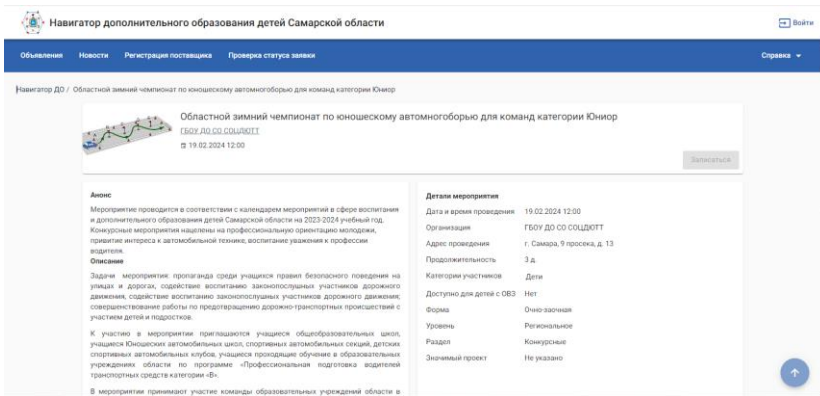 Навигатор дополнительного образования детей Самарской области
Войти
Объявления Новости Регистрация поставщика Проверка статуса заявки Справка
Навигатор ДО / Областной зимний чемпионат по юношескому автомногоборью для команд категории Юниор
Областной зимний чемпионат по юношескому автомногоборью для команд категории Юниор
ГБОУ ДО СО СОЦДЮТТ
19.02.2024 12:00
Записаться
Анонс
Мероприятие проводится в соответствии с календарем мероприятий в сфере воспитания
и дополнительного образования детей Самарской области на 2023-2024 учебный год.
Конкурсные мероприятия нацелены на профессиональную ориентацию молодежи,
привитие интереса к автомобильной технике, воспитание уважения к профессии
водителя.
Описание
Задачи мероприятия: пропаганда среди учащихся правил безопасного поведения на
улицах и дорогах, содействие воспитанию законопослушных участников дорожного
движения; содействие воспитанию законопослушных участников дорожного движения;
совершенствование работы по предотвращению дорожно-транспортных происшествий с
участием детей и подростков.
К участию в мероприятии приглашаются учащиеся общеобразовательных школ,
учащиеся Юношеских автомобильных школ, спортивных автомобильных секций, детских
спортивных автомобильных клубов, учащиеся проходящие обучение в образовательных
учреждениях области по программе «Профессиональная подготовка водителей
транспортных средств категории «В».
В мероприятии принимают участие команды образовательных учреждений области в
Детали мероприятия
Дата и время проведения 19.02.2024 12:00
Организация ГБОУ ДО СО СОЦДЮТТ
Адрес проведения г. Самара, 9 просека, д. 13
Продолжительность 3 д.
Категории участников Дети
Доступно для детей с ОВЗ Нет
Форма Очно-заочная
Уровень Региональное
Раздел Конкурсные
Значимый проект Не указано